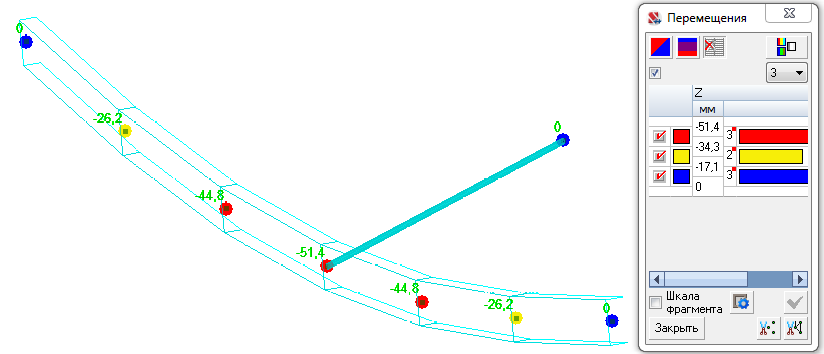 0
-26,2
-44,8
-51,4
0
-44,8
-26,2
0
Перемещения
3
Z
мм
-51,4
3
-34,3
2
-17,1
3
0
Шкала
фрагмента
Закрыть